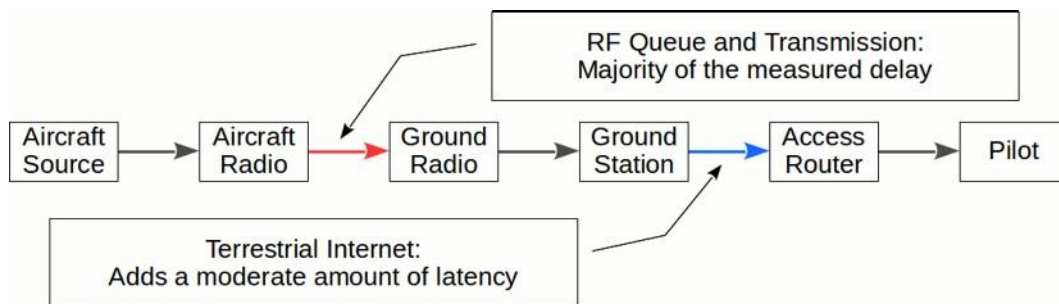 RF Queue and Transmission:
Majority of the measured delay
Aircraft
Source
Aircraft
Radio
Ground
Radio
Ground
Station
Access
Router
Pilot
Terrestrial Internet:
Adds a moderate amount of latency